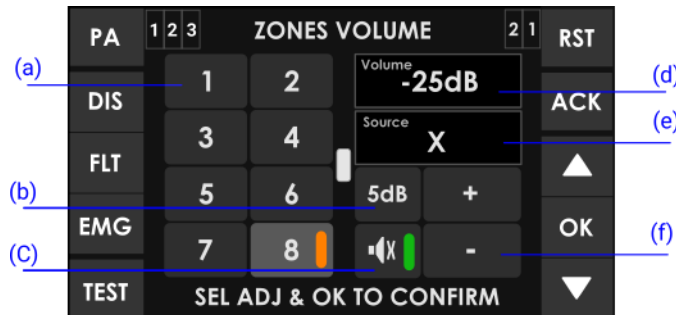 PA
1 2 3
ZONES VOLUME
2 1
RST
(a)
1
2
Volume
-25dB
(d)
DIS
ACK
3
4
Source
X
(e)
FLT
(b)
5
6
5dB
+
EMG
OK
(C)
7
8
X
-
(f)
TEST
SEL ADJ & OK TO CONFIRM